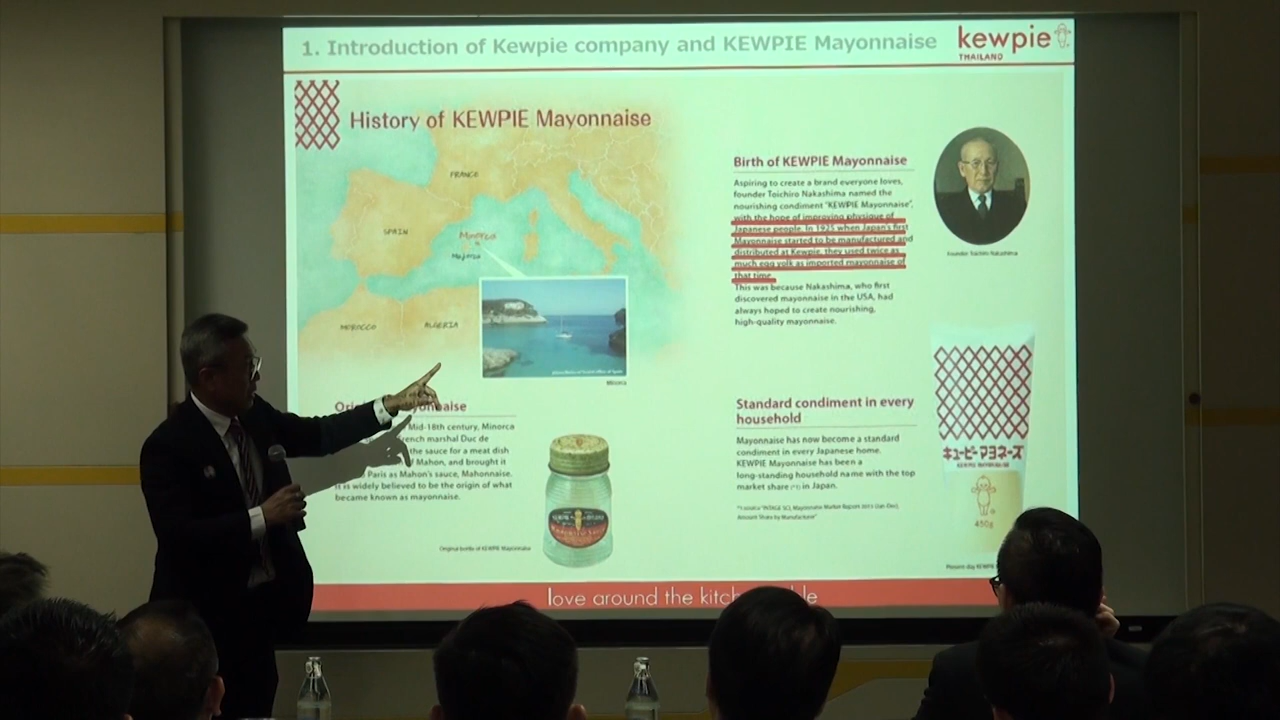 1. Introduction of Kewpie company and KEWPIE Mayonnaise
kewpie
THAILAND
History of KEWPIE Mayonnaise
FRANCE
SPAIN
Minorca
Majorca
MOROCCO
ALGERIA
Minorca
Mid-18th century, Minorca
French marshal Duc de
the sauce for a meat dish
Mahon, and brought it
Paris as Mahon's sauce, Mahonnaise.
It is widely believed to be the origin of what
became known as mayonnaise.
Original bottle of KEWPIE Mayonnaise
Birth of KEWPIE Mayonnaise
Aspiring to create a brand everyone loves,
founder Toichiro Nakashima named the
nourishing condiment "KEWPIE Mayonnaise",
with the hope of improving physique of
Japanese people. In 1925 when Japan's first
Mayonnaise started to be manufactured and
distributed at Kewpie, they used twice as
much egg yolk as imported mayonnaise of
that time.
This was because Nakashima, who first
discovered mayonnaise in the USA, had
always hoped to create nourishing,
high-quality mayonnaise.
Founder Toichiro Nakashima
Standard condiment in every
household
Mayonnaise has now become a standard
condiment in every Japanese home.
KEWPIE Mayonnaise has been a
long-standing household name with the top
market share in Japan.
キユーピーマヨネーズ
KEWPIE MAYONNAISE
450g
Present day KEWPIE
love around the kitchen